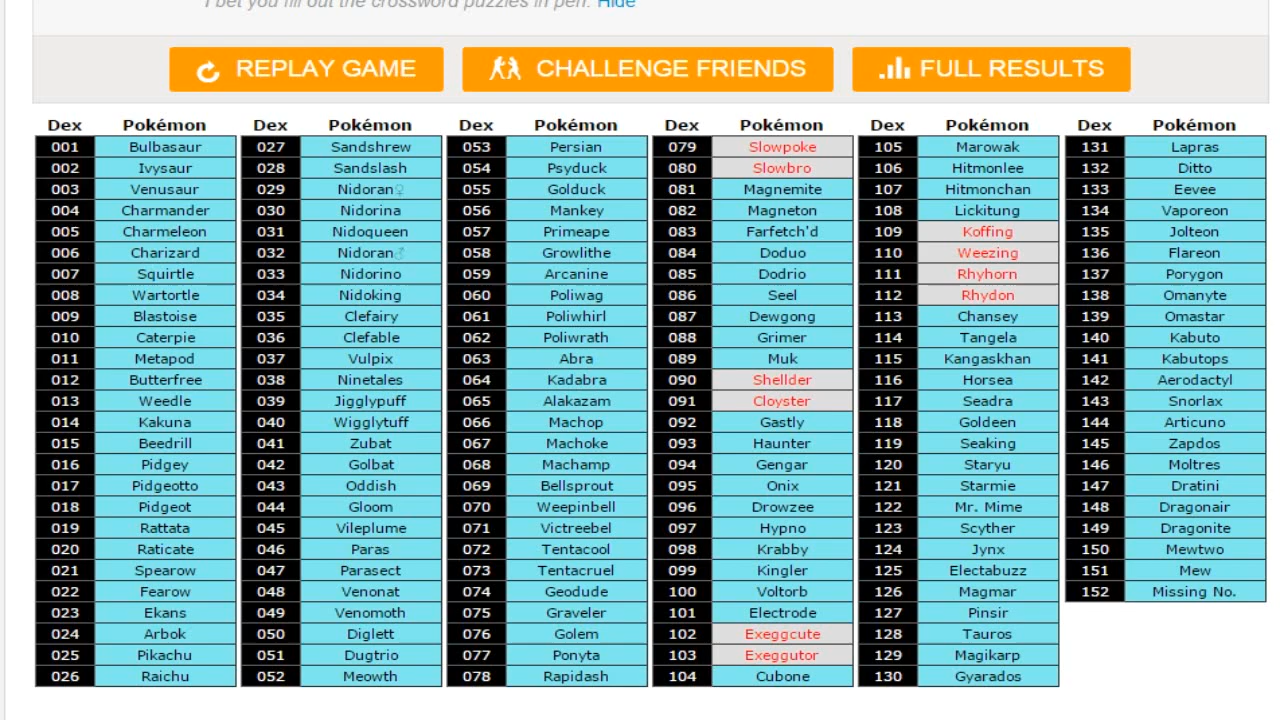 I bet you fill out the crossword puzzles in pen. Hide
REPLAY GAME CHALLENGE FRIENDS FULL RESULTS
Dex Pokémon Dex Pokémon Dex Pokémon Dex Pokémon Dex Pokémon Dex Pokémon
001 Bulbasaur 027 Sandshrew 053 Persian 079 Slowpoke 105 Marowak 131 Lapras
002 Ivysaur 028 Sandslash 054 Psyduck 080 Slowbro 106 Hitmonlee 132 Ditto
003 Venusaur 029 Nidoran♀ 055 Golduck 081 Magnemite 107 Hitmonchan 133 Eevee
004 Charmander 030 Nidorina 056 Mankey 082 Magneton 108 Lickitung 134 Vaporeon
005 Charmeleon 031 Nidoqueen 057 Primeape 083 Farfetch'd 109 Koffing 135 Jolteon
006 Charizard 032 Nidoran♂ 058 Growlithe 084 Doduo 110 Weezing 136 Flareon
007 Squirtle 033 Nidorino 059 Arcanine 085 Dodrio 111 Rhyhorn 137 Porygon
008 Wartortle 034 Nidoking 060 Poliwag 086 Seel 112 Rhydon 138 Omanyte
009 Blastoise 035 Clefairy 061 Poliwhirl 087 Dewgong 113 Chansey 139 Omastar
010 Caterpie 036 Clefable 062 Poliwrath 088 Grimer 114 Tangela 140 Kabuto
011 Metapod 037 Vulpix 063 Abra 089 Muk 115 Kangaskhan 141 Kabutops
012 Butterfree 038 Ninetales 064 Kadabra 090 Shellder 116 Horsea 142 Aerodactyl
013 Weedle 039 Jigglypuff 065 Alakazam 091 Cloyster 117 Seadra 143 Snorlax
014 Kakuna 040 Wigglytuff 066 Machop 092 Gastly 118 Goldeen 144 Articuno
015 Beedrill 041 Zubat 067 Machoke 093 Haunter 119 Seaking 145 Zapdos
016 Pidgey 042 Golbat 068 Machamp 094 Gengar 120 Staryu 146 Moltres
017 Pidgeotto 043 Oddish 069 Bellsprout 095 Onix 121 Starmie 147 Dratini
018 Pidgeot 044 Gloom 070 Weepinbell 096 Drowzee 122 Mr. Mime 148 Dragonair
019 Rattata 045 Vileplume 071 Victreebel 097 Hypno 123 Scyther 149 Dragonite
020 Raticate 046 Paras 072 Tentacool 098 Krabby 124 Jynx 150 Mewtwo
021 Spearow 047 Parasect 073 Tentacruel 099 Kingler 125 Electabuzz 151 Mew
022 Fearow 048 Venonat 074 Geodude 100 Voltorb 126 Magmar 152 Missing No.
023 Ekans 049 Venomoth 075 Graveler 101 Electrode 127 Pinsir
024 Arbok 050 Diglett 076 Golem 102 Exeggcute 128 Tauros
025 Pikachu 051 Dugtrio 077 Ponyta 103 Exeggutor 129 Magikarp
026 Raichu 052 Meowth 078 Rapidash 104 Cubone 130 Gyarados